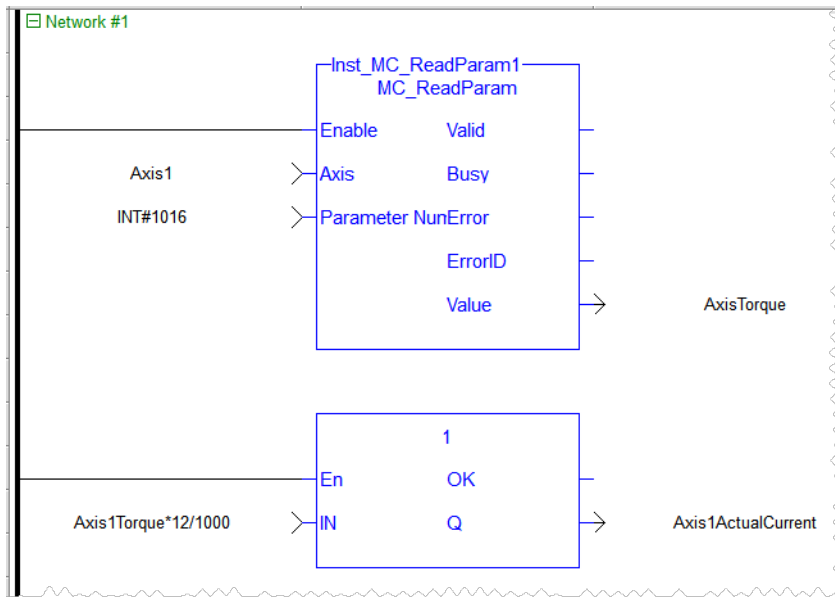 Network #1
Inst_MC_ReadParam1
MC_ReadParam
Enable Valid
Axis1 Axis Busy
INT#1016 Parameter NunError
ErrorID
Value AxisTorque
1
En OK
Axis1Torque*12/1000 IN Q Axis1ActualCurrent